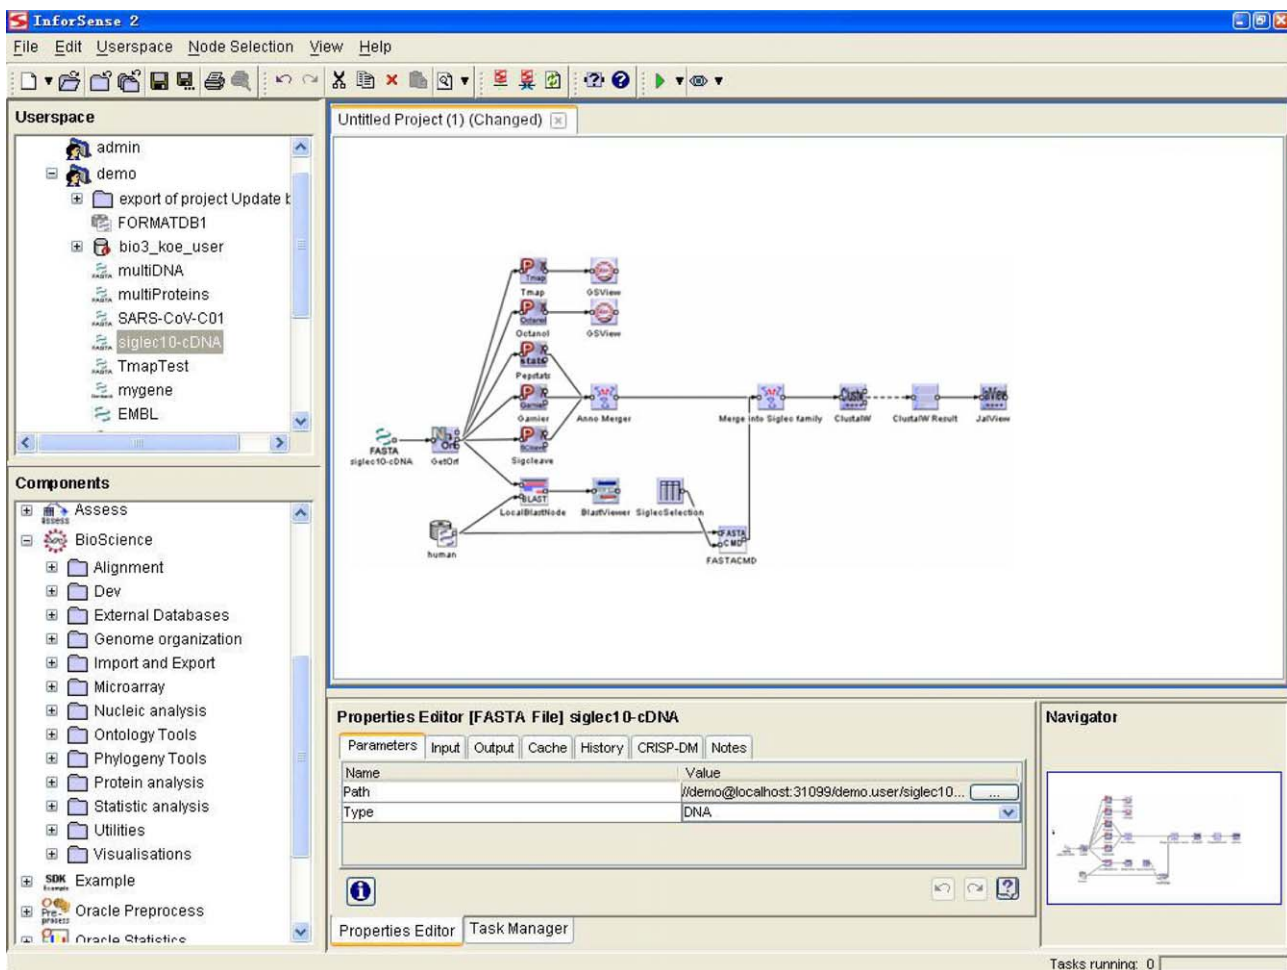 InforSense 2
File Edit Userspace Node Selection View Help
Userspace
admin
demo
export of project Update b
FORMATDB1
bio3_koe_user
multiDNA
multiProteins
SARS-CoV-C01
siglec10-cDNA
TmapTest
mygene
EMBL
Components
Assess
BioScience
Alignment
Dev
External Databases
Genome organization
Import and Export
Microarray
Nucleic analysis
Ontology Tools
Phylogeny Tools
Protein analysis
Statistic analysis
Utilities
Visualisations
SDK Example
Oracle Preprocess
Oracle Statistics
Untitled Project (1) (Changed)
Tmap GSView
Octanol GSView
Pepstats
Garnier Anno Merger Merge into Siglec family ClustalW ClustalW Result JalView
FASTA
siglec10-cDNA GetOrf Sigcleave
BLAST
LocalBlastNode BlastViewer SiglecSelection
human
FASTA
CMD
FASTACMD
Properties Editor [FASTA File] siglec10-cDNA
Parameters Input Output Cache History CRISP-DM Notes
Name Value
Path //demo@localhost:31099/demo.user/siglec10... ...
Type DNA
Properties Editor Task Manager
Navigator
Tasks running: 0